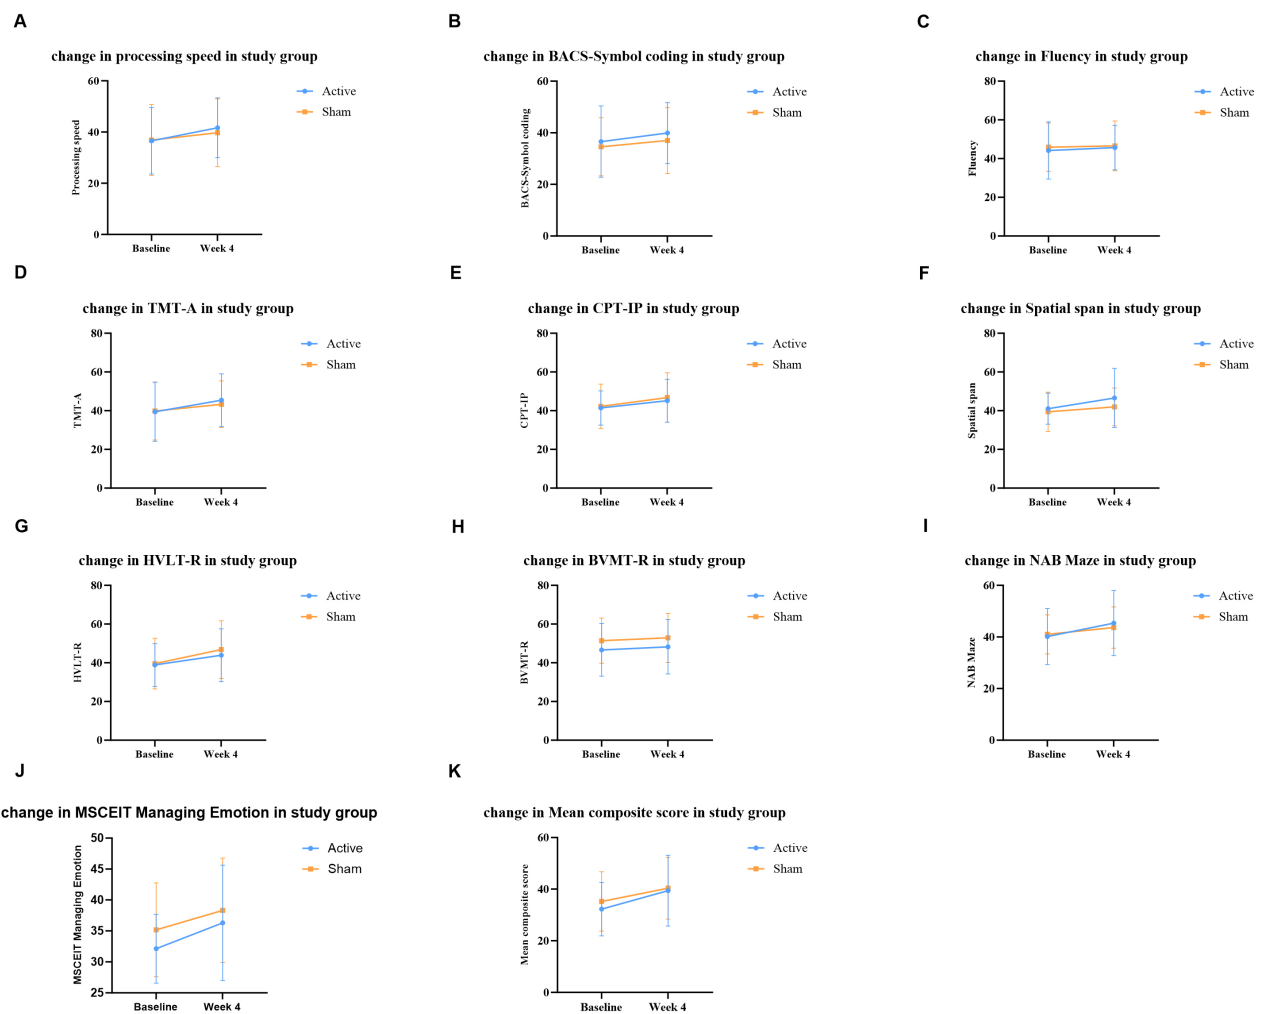 A
change in processing speed in study group
Processing speed
60
40
20
0
Baseline
Week 4
Active
Sham
B
change in BACS-Symbol coding in study group
BACS-Symbol coding
60
40
20
0
Baseline
Week 4
Active
Sham
C
change in Fluency in study group
Fluency
80
60
40
20
0
Baseline
Week 4
Active
Sham
D
change in TMT-A in study group
TMT-A
80
60
40
20
0
Baseline
Week 4
Active
Sham
E
change in CPT-IP in study group
CPT-IP
80
60
40
20
0
Baseline
Week 4
Active
Sham
F
change in Spatial span in study group
Spatial span
80
60
40
20
0
Baseline
Week 4
Active
Sham
G
change in HVLT-R in study group
HVLT-R
80
60
40
20
0
Baseline
Week 4
Active
Sham
H
change in BVMT-R in study group
BVMT-R
80
60
40
20
0
Baseline
Week 4
Active
Sham
I
change in NAB Maze in study group
NAB Maze
60
40
20
0
Baseline
Week 4
Active
Sham
J
change in MSCEIT Managing Emotion in study group
MSCEIT Managing Emotion
50
45
40
35
30
25
Baseline
Week 4
Active
Sham
K
change in Mean composite score in study group
Mean composite score
60
40
20
0
Baseline
Week 4
Active
Sham